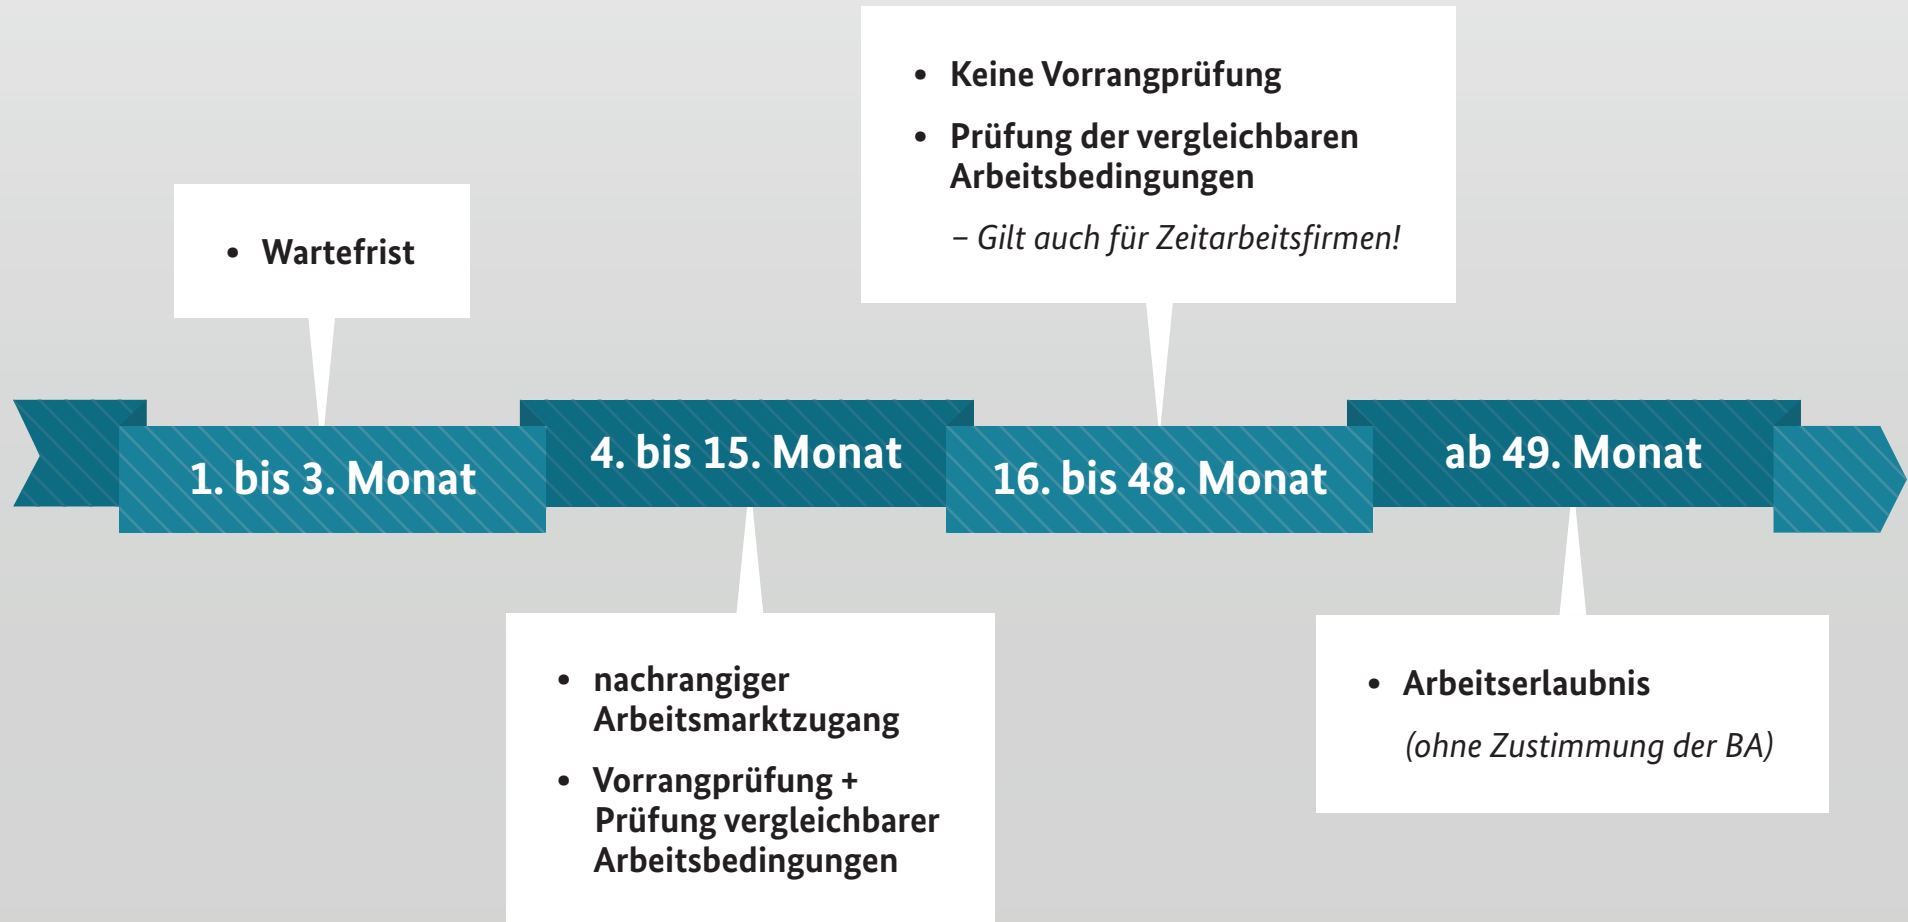 • Wartefrist
1. bis 3. Monat
• nachrangiger
Arbeitsmarktzugang
• Vorrangprüfung +
Prüfung vergleichbarer
Arbeitsbedingungen
4. bis 15. Monat
• Keine Vorrangprüfung
• Prüfung der vergleichbaren
Arbeitsbedingungen
– Gilt auch für Zeitarbeitsfirmen!
16. bis 48. Monat
ab 49. Monat
• Arbeitserlaubnis
(ohne Zustimmung der BA)